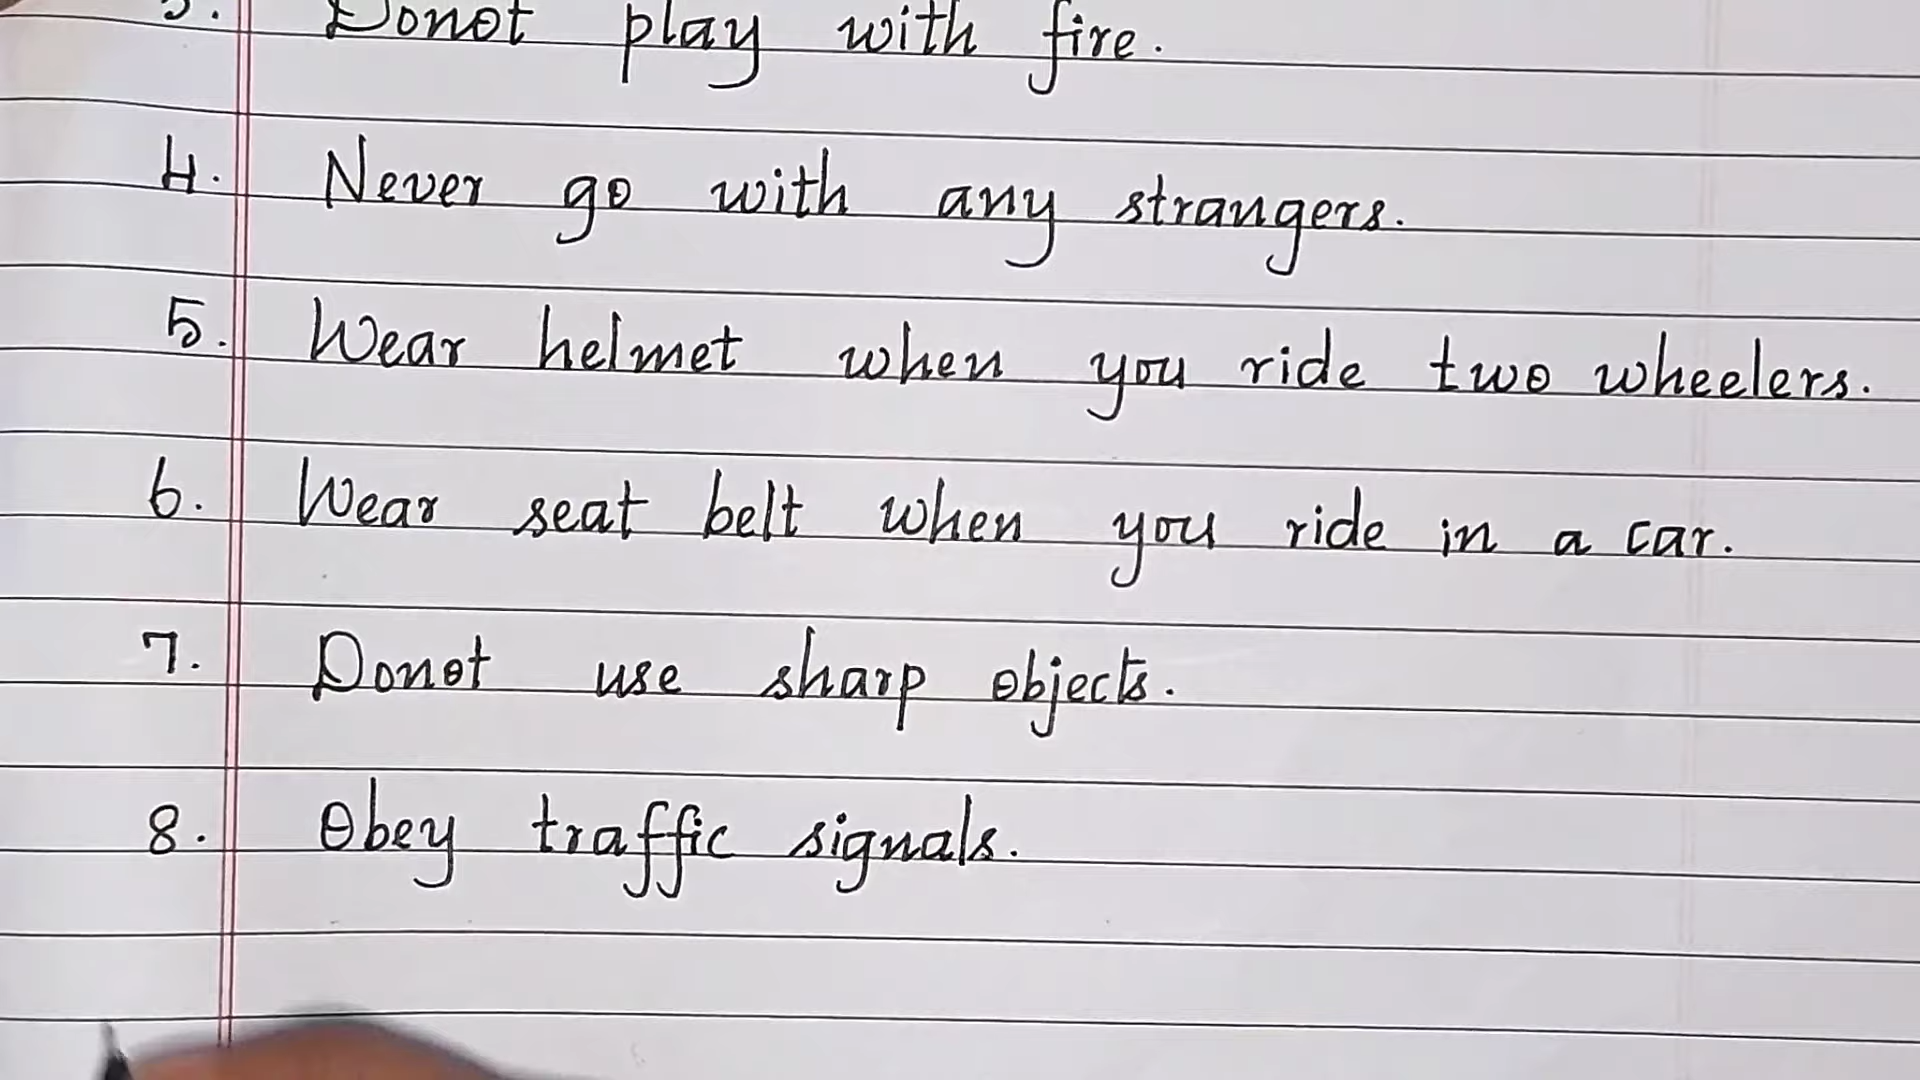 3. Donot play with fire.
4. Never go with any strangers.
5. Wear helmet when you ride two wheelers.
6. Wear seat belt when you ride in a car.
7. Donot use sharp objects.
8. Obey traffic signals.